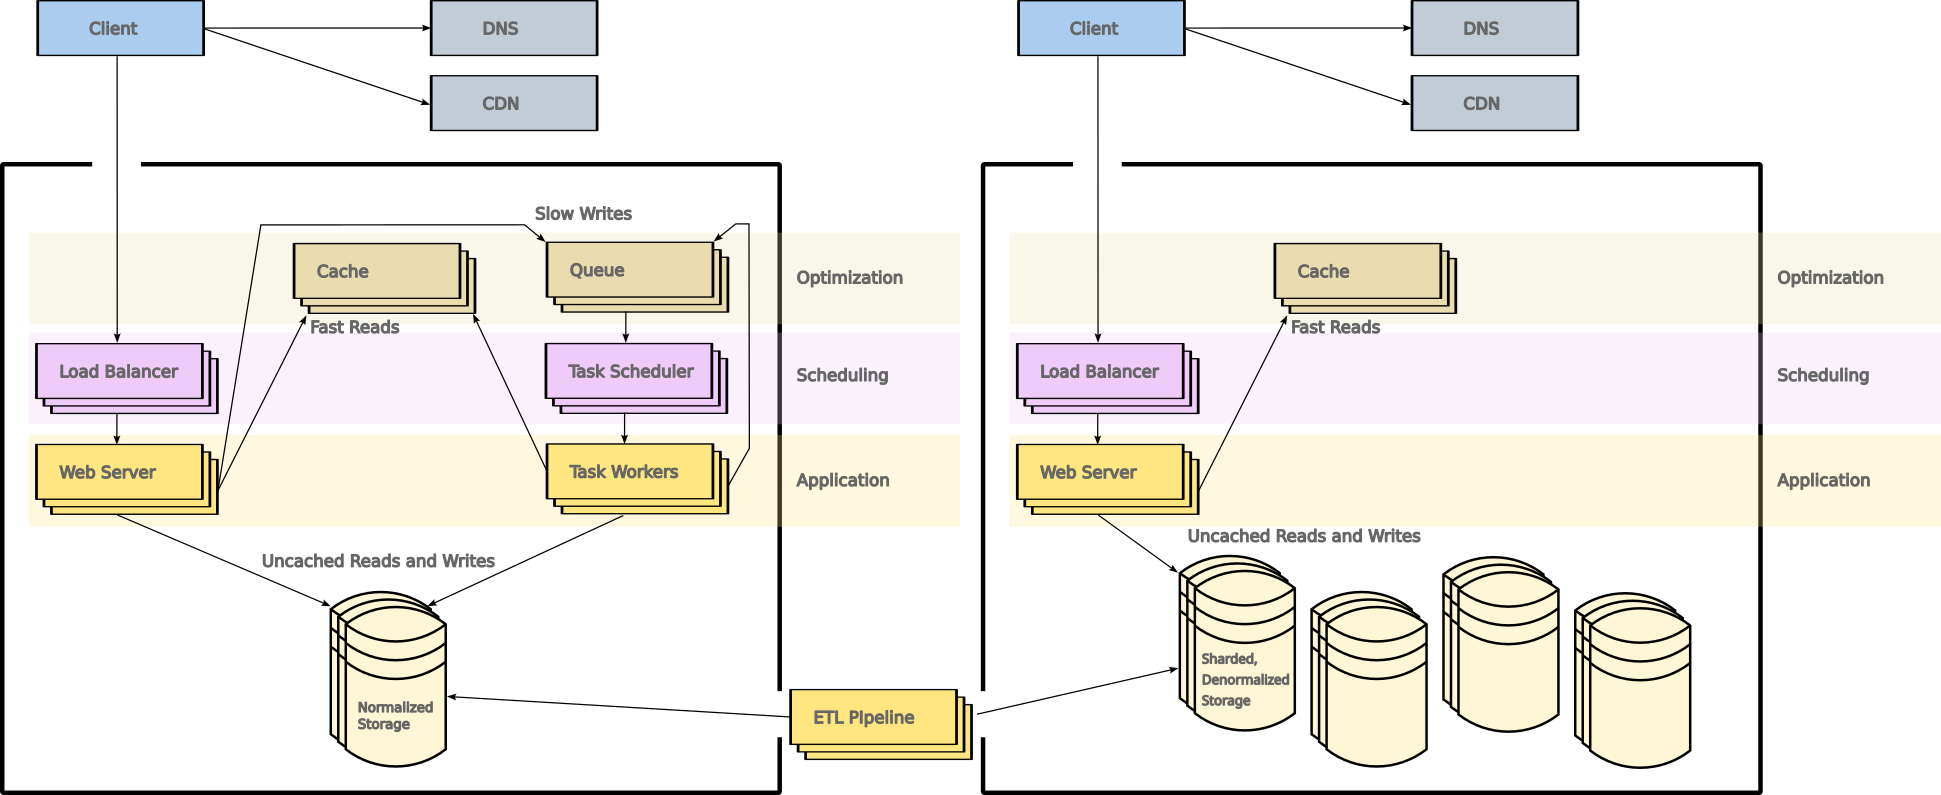 Client
DNS
CDN
Slow Writes
Cache
Queue
Optimization
Fast Reads
Load Balancer
Task Scheduler
Scheduling
Web Server
Task Workers
Application
Uncached Reads and Writes
Normalized
Storage
ETL Pipeline
Client
DNS
CDN
Cache
Optimization
Fast Reads
Load Balancer
Scheduling
Web Server
Application
Uncached Reads and Writes
Sharded,
Denormalized
Storage